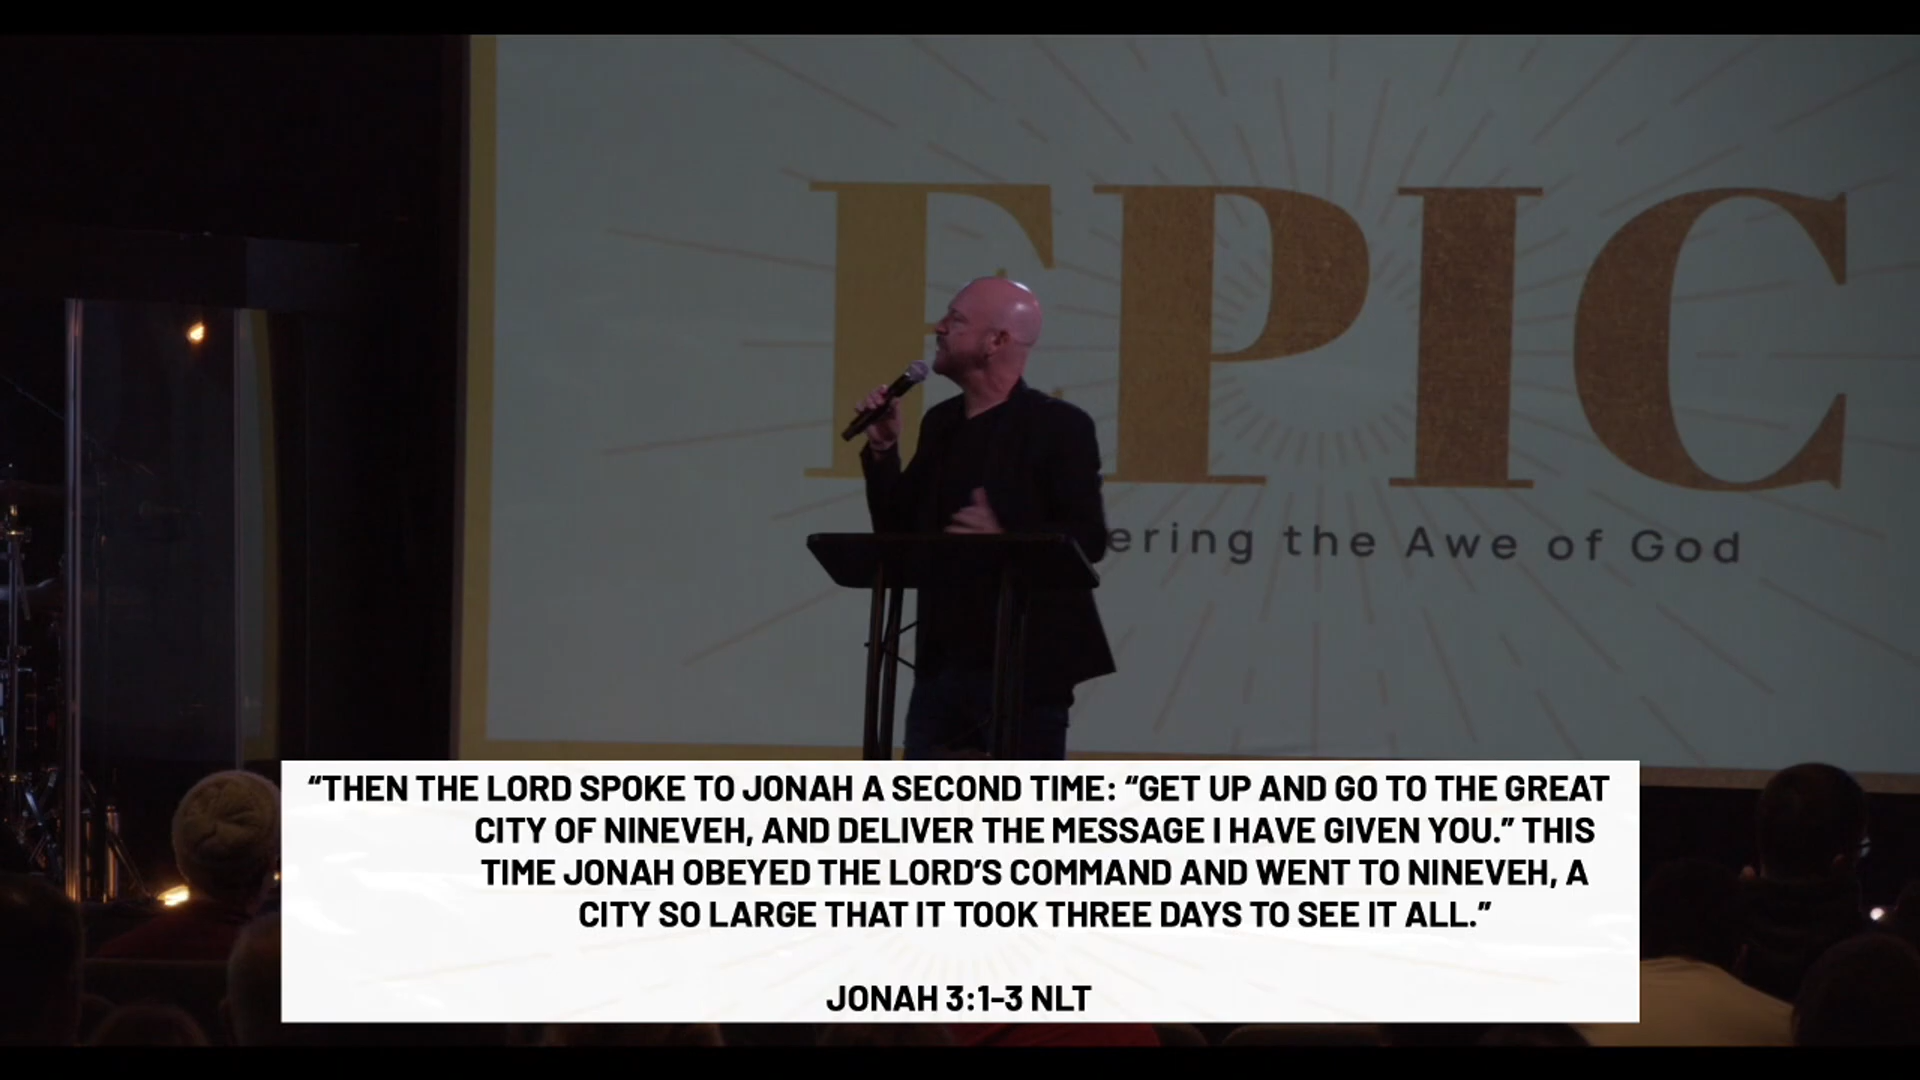 EPIC
ering the Awe of God
“THEN THE LORD SPOKE TO JONAH A SECOND TIME: “GET UP AND GO TO THE GREAT
CITY OF NINEVEH, AND DELIVER THE MESSAGE I HAVE GIVEN YOU.” THIS
TIME JONAH OBEYED THE LORD’S COMMAND AND WENT TO NINEVEH, A
CITY SO LARGE THAT IT TOOK THREE DAYS TO SEE IT ALL.”
JONAH 3:1-3 NLT